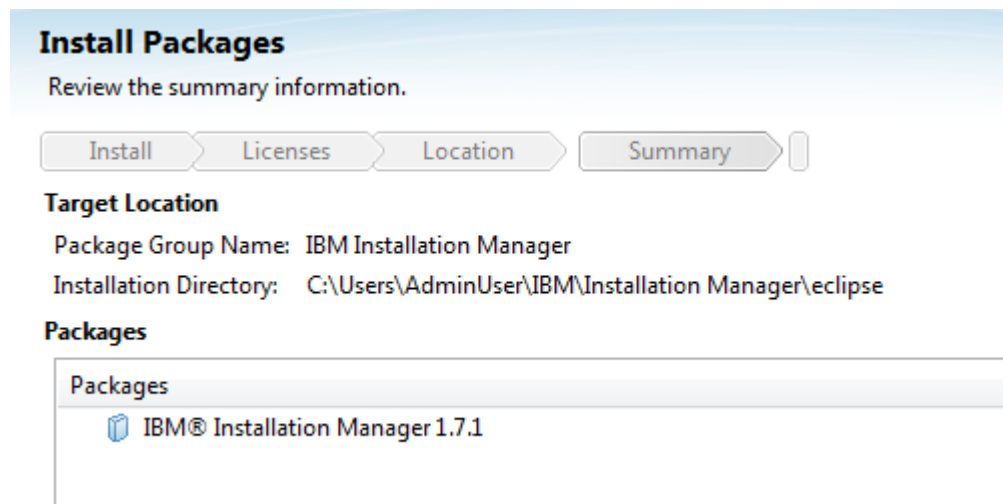 Install Packages
Review the summary information.
Install Licenses Location Summary
Target Location
Package Group Name: IBM Installation Manager
Installation Directory: C:\Users\AdminUser\IBM\Installation Manager\eclipse
Packages
Packages
IBM® Installation Manager 1.7.1